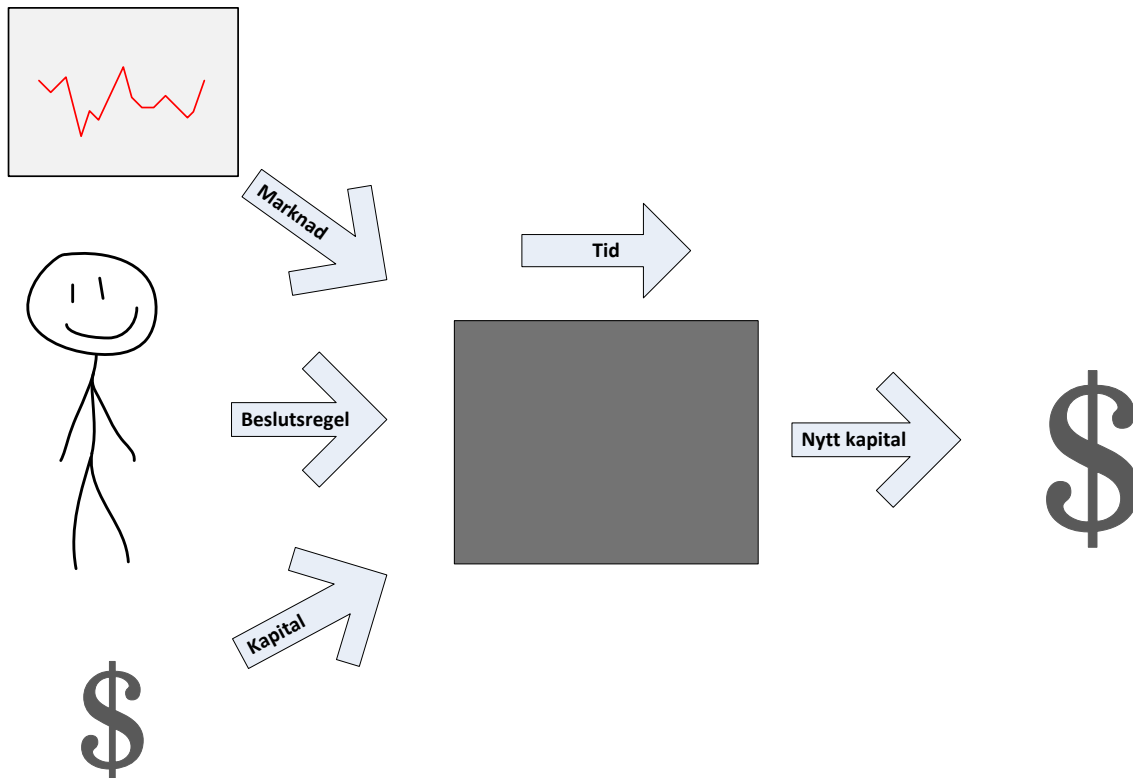 Marknad
Tid
Beslutsregel
Nytt kapital
Kapital
$
$